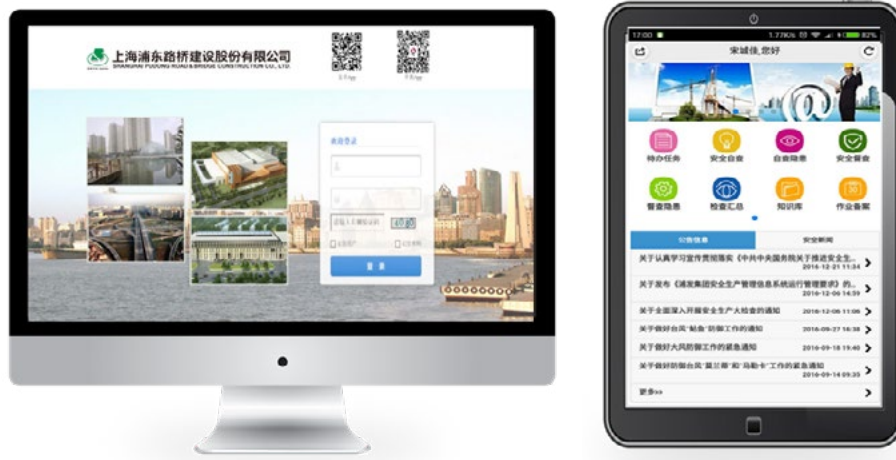 上海浦东路桥建设股份有限公司
SHANGHAI PUDONG ROAD & BRIDGE CONSTRUCTION CO., LTD.
欢迎登录
登 录
17:00
1.77K/s
82%
宋城佳,您好
待办任务
安全自查
自查隐患
安全督查
督查隐患
检查汇总
知识库
作业备案
公告信息
安全新闻
关于认真学习宣传贯彻落实《中共中央国务院关于推进安全生...
2016-12-21 11:24
关于发布《浦发集团安全生产管理信息系统运行管理要求》的...
2016-12-06 14:39
关于全面深入开展安全生产大检查的通知 2016-12-06 11:06
关于做好台风"鲇鱼"防御工作的通知 2016-09-27 16:38
关于做好大风防御工作的紧急通知 2016-09-18 19:40
关于做好防御台风"莫兰蒂"和"马勒卡"工作的紧急通知
2016-09-14 09:35
更多>>